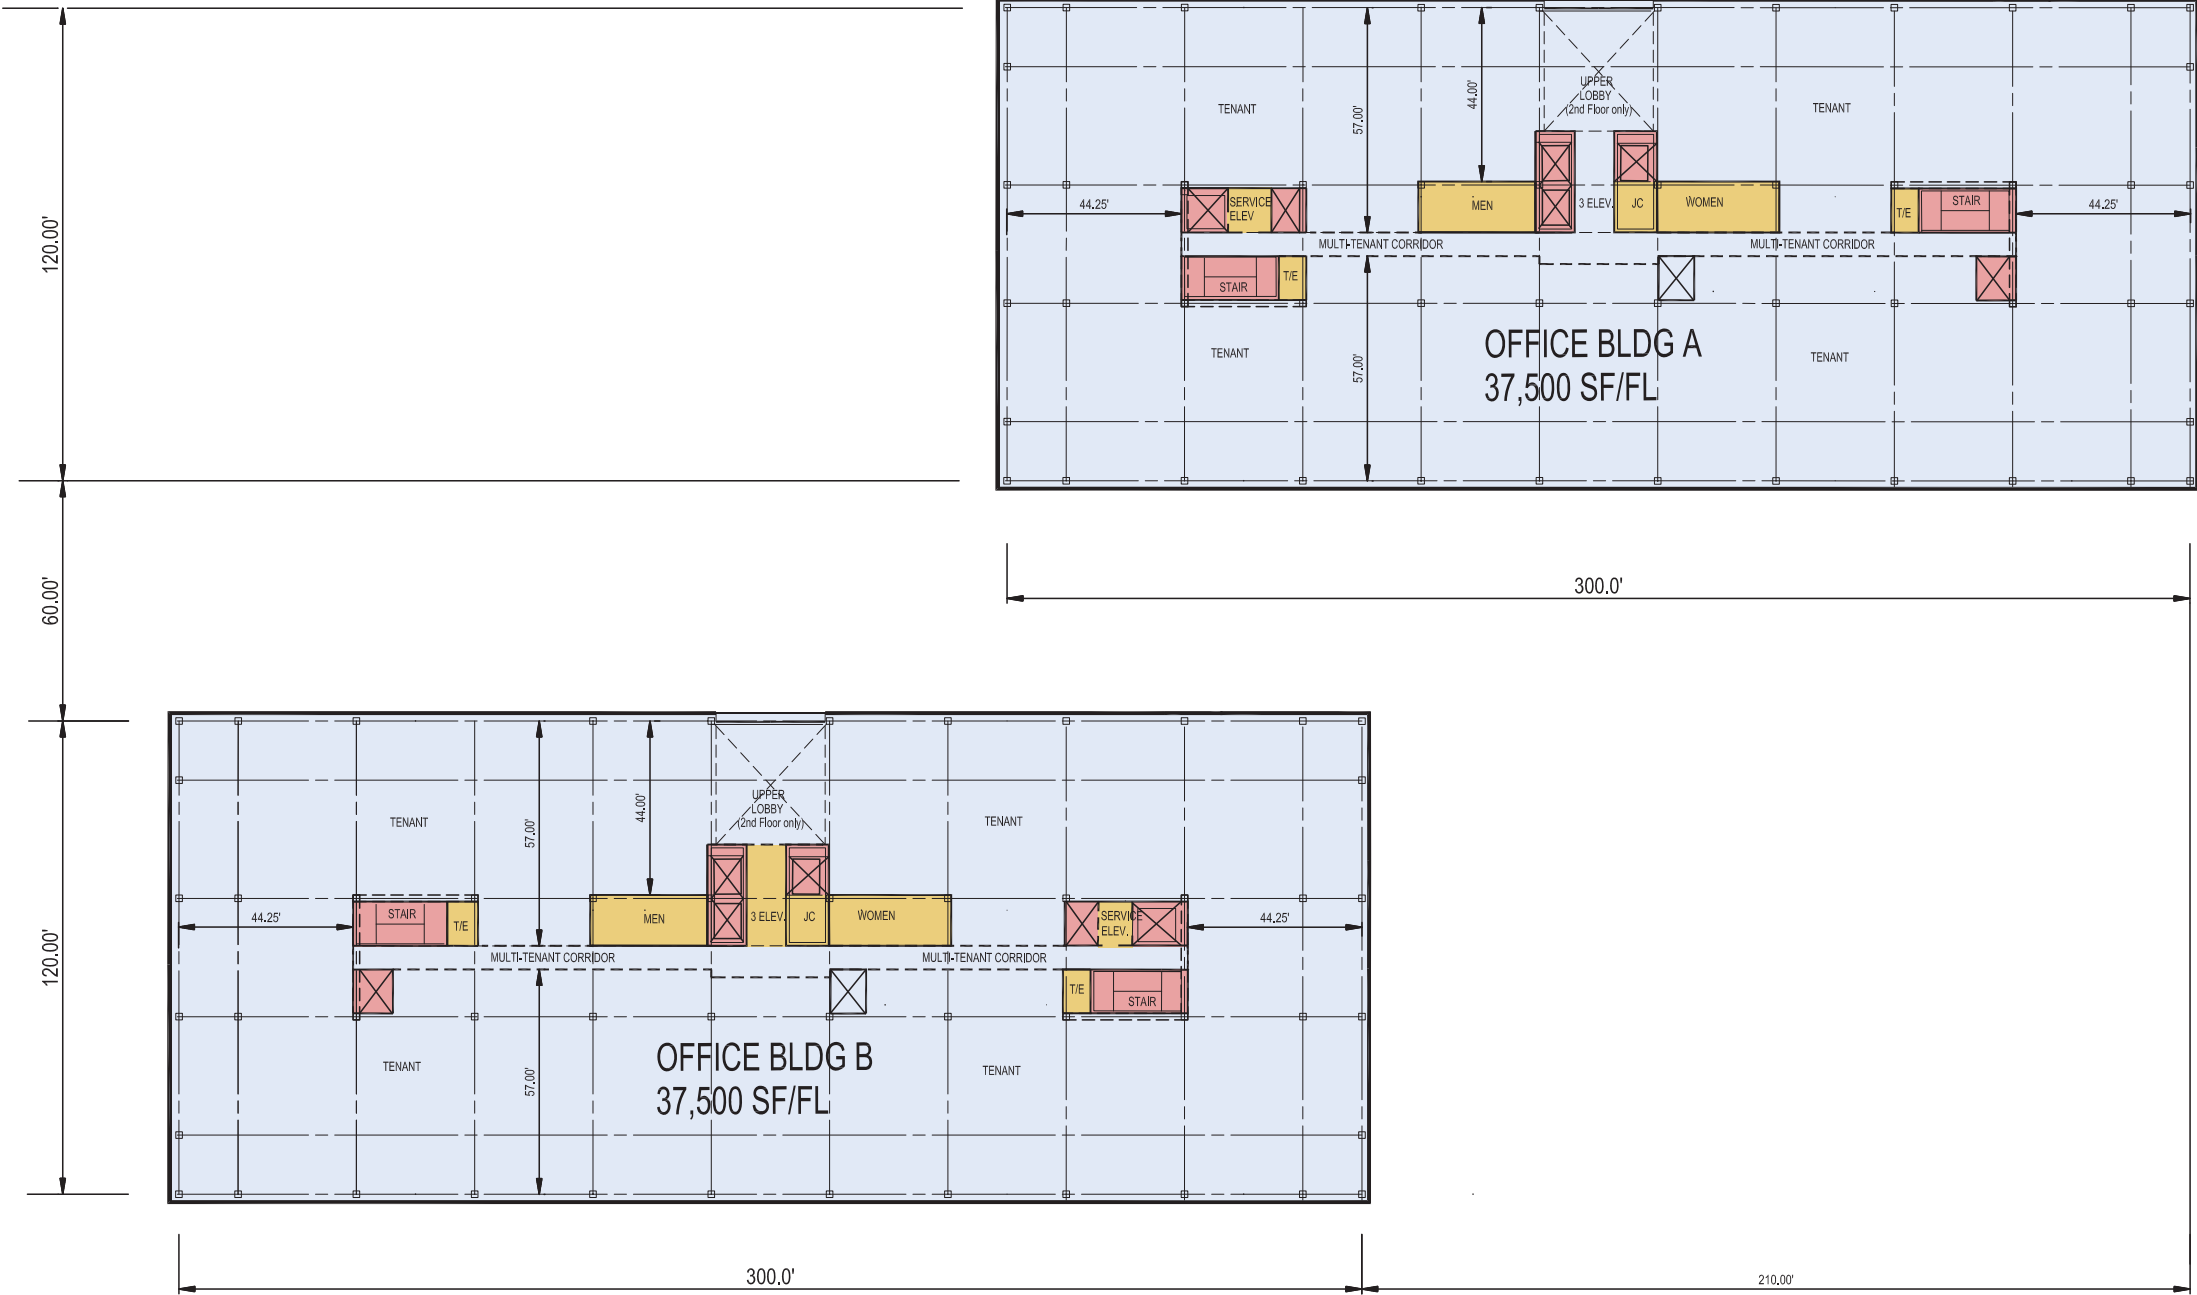 120.00'
60.00'
120.00'
TENANT
57.00'
44.00'
UPPER
LOBBY
(2nd Floor only)
TENANT
44.25'
SERVICE
ELEV
MEN
3 ELEV.
JC
WOMEN
T/E
STAIR
44.25'
MULTI-TENANT CORRIDOR
MULTI-TENANT CORRIDOR
STAIR
T/E
TENANT
57.00'
OFFICE BLDG A
37,500 SF/FL
TENANT
300.0'
TENANT
57.00'
44.00'
UPPER
LOBBY
(2nd Floor only)
TENANT
44.25'
STAIR
T/E
MEN
3 ELEV.
JC
WOMEN
SERVICE
ELEV.
44.25'
MULTI-TENANT CORRIDOR
MULTI-TENANT CORRIDOR
T/E
STAIR
TENANT
57.00'
OFFICE BLDG B
37,500 SF/FL
TENANT
300.0'
210.00'